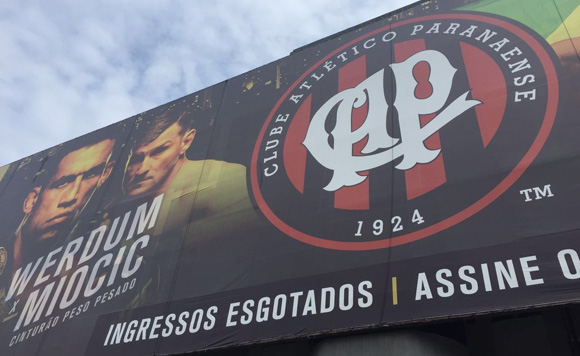 CLUBE ATLÉTICO PARANAENSE
CAP
1924
TM
WERDUM
X
MIOCIC
CINTURÃO PESO PESADO
INGRESSOS ESGOTADOS | ASSINE O